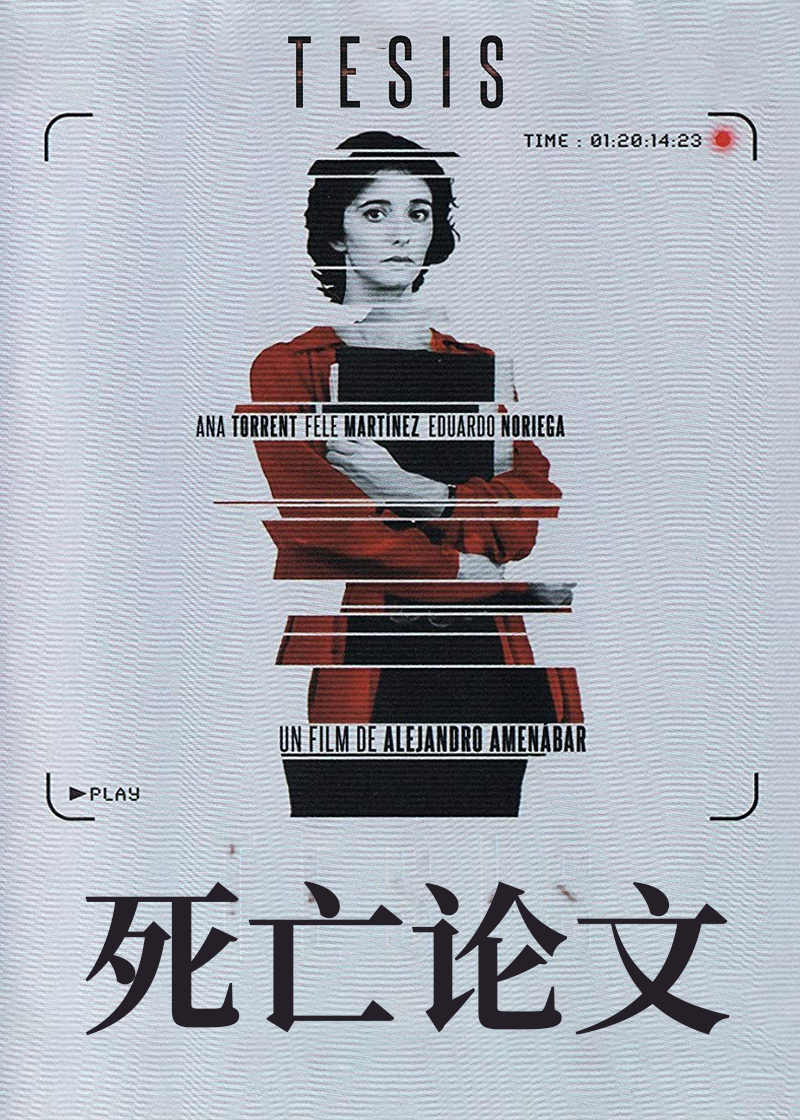 TESIS
TIME : 01:20:14:23
ANA TORRENT FELE MARTÍNEZ EDUARDO NORIEGA
UN FILM DE ALEJANDRO AMENÁBAR
▶PLAY
死亡论文